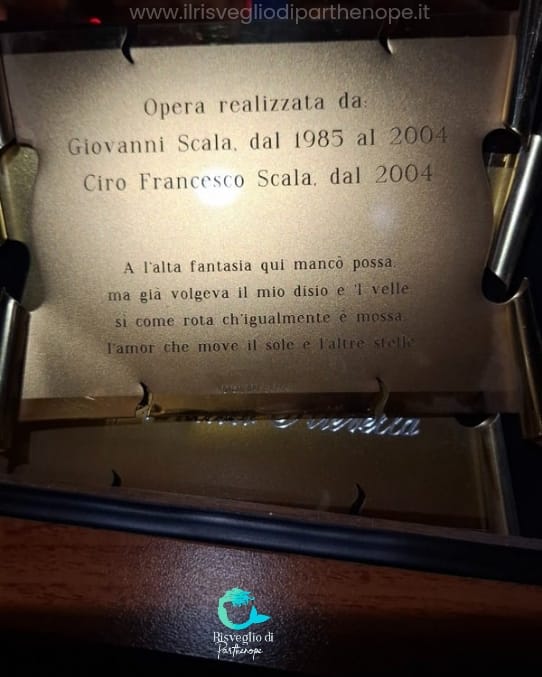 www.ilrisvegliodiparthenope.it
Opera realizzata da:
Giovanni Scala, dal 1985 al 2004
Ciro Francesco Scala, dal 2004
A l'alta fantasia qui mancò possa,
ma già volgeva il mio disio e 'l velle
sì come rota ch'igualmente è mossa,
l'amor che move il sole e l'altre stelle
Risveglio di
Parthenope